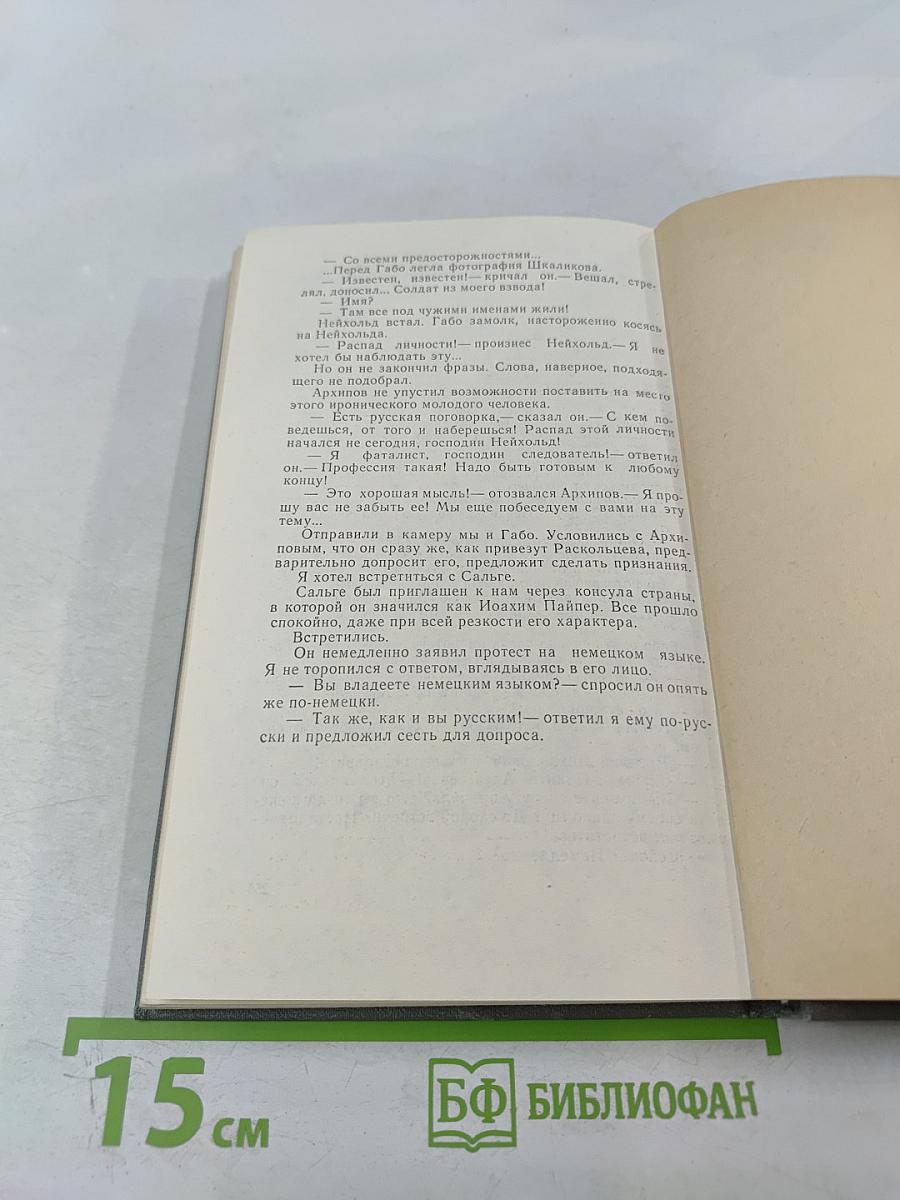 — Со всеми предосторожностями...
...Перед Габо легла фотография Шкаликова.
— Известен, известен!— кричал он.— Вешал, стре-
лял, доносил... Солдат из моего взвода!
— Имя?
— Там все под чужими именами жили!
Нейхольд встал. Габо замолк, настороженно косясь
на Нейхольда.
— Распад личности!— произнес Нейхольд.— Я не
хотел бы наблюдать эту...
Но он не закончил фразы. Слова, наверное, подходя-
щего не подобрал.
Архипов не упустил возможности поставить на место
этого иронического молодого человека.
— Есть русская поговорка,— сказал он.— С кем по-
ведешься, от того и наберешься! Распад этой личности
начался не сегодня, господин Нейхольд!
— Я фаталист, господин следователь!— ответил
он.— Профессия такая! Надо быть готовым к любому
концу!
— Это хорошая мысль!— отозвался Архипов.— Я про-
шу вас не забыть ее! Мы еще побеседуем с вами на эту
тему...
Отправили в камеру мы и Габо. Условились с Архи-
повым, что он сразу же, как привезут Раскольцева, пред-
варительно допросит его, предложит сделать признания.
Я хотел встретиться с Сальге.
Сальге был приглашен к нам через консула страны,
в которой он значился как Иоахим Пайпер. Все прошло
спокойно, даже при всей резкости его характера.
Встретились.
Он немедленно заявил протест на немецком языке.
Я не торопился с ответом, вглядываясь в его лицо.
— Вы владеете немецким языком?— спросил он опять
же по-немецки.
— Так же, как и вы русским!— ответил я ему по-рус-
ски и предложил сесть для допроса.
15 см
БФ БИБЛИОФАН